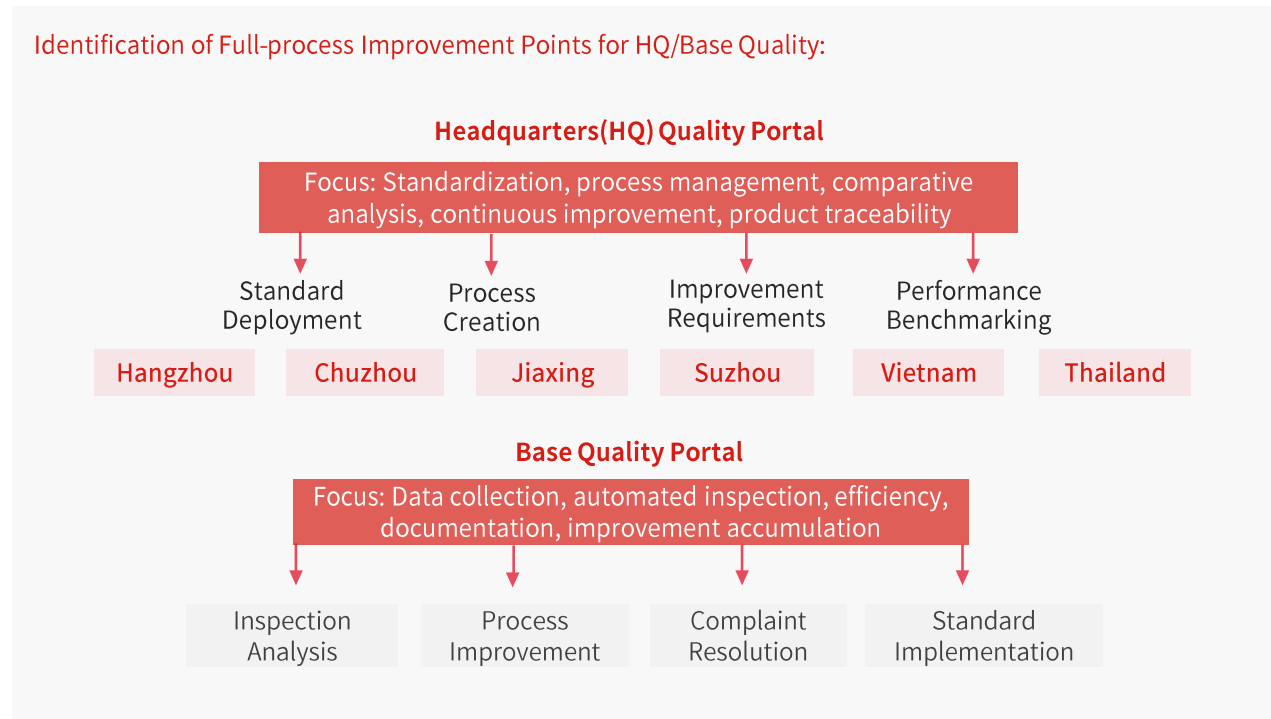 Identification of Full-process Improvement Points for HQ/Base Quality:
Headquarters(HQ) Quality Portal
Focus: Standardization, process management, comparative
analysis, continuous improvement, product traceability
Standard
Deployment
Process
Creation
Improvement
Requirements
Performance
Benchmarking
Hangzhou
Chuzhou
Jiaxing
Suzhou
Vietnam
Thailand
Base Quality Portal
Focus: Data collection, automated inspection, efficiency,
documentation, improvement accumulation
Inspection
Analysis
Process
Improvement
Complaint
Resolution
Standard
Implementation